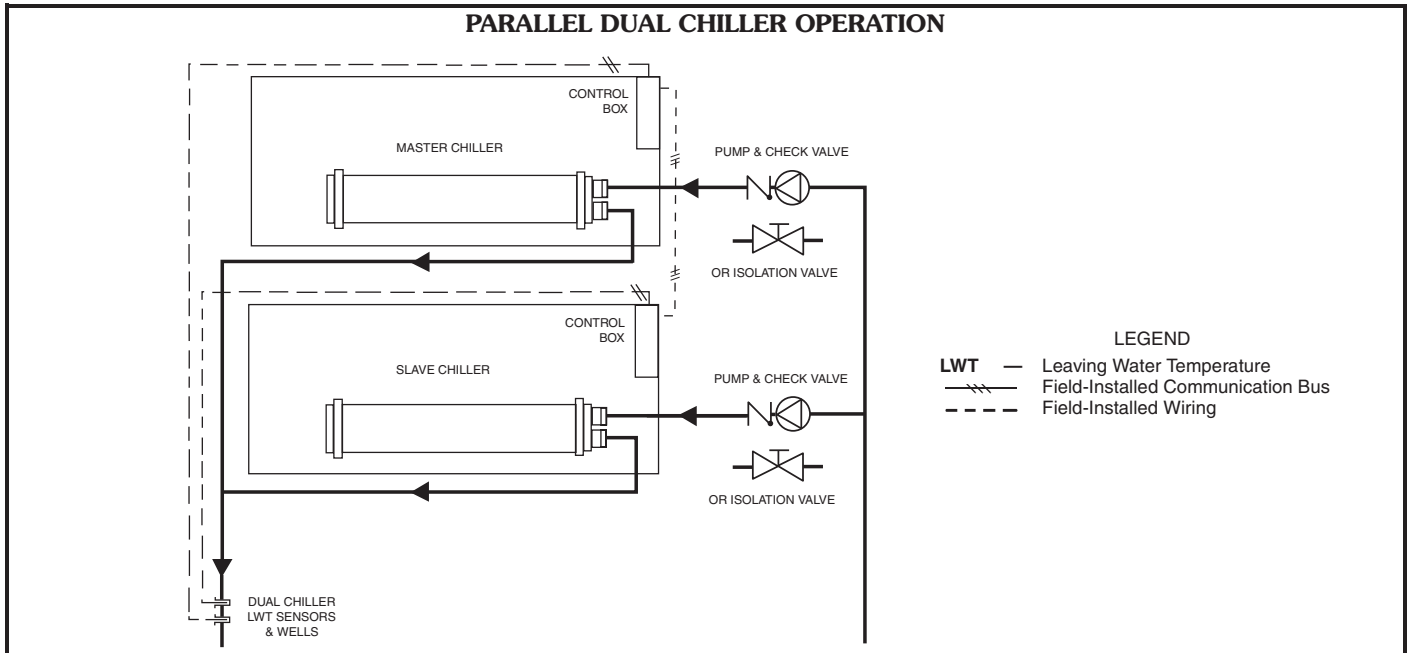 PARALLEL DUAL CHILLER OPERATION
CONTROL
BOX
MASTER CHILLER
PUMP & CHECK VALVE
OR ISOLATION VALVE
CONTROL
BOX
SLAVE CHILLER
PUMP & CHECK VALVE
OR ISOLATION VALVE
DUAL CHILLER
LWT SENSORS
& WELLS
LEGEND
LWT — Leaving Water Temperature
Field-Installed Communication Bus
Field-Installed Wiring